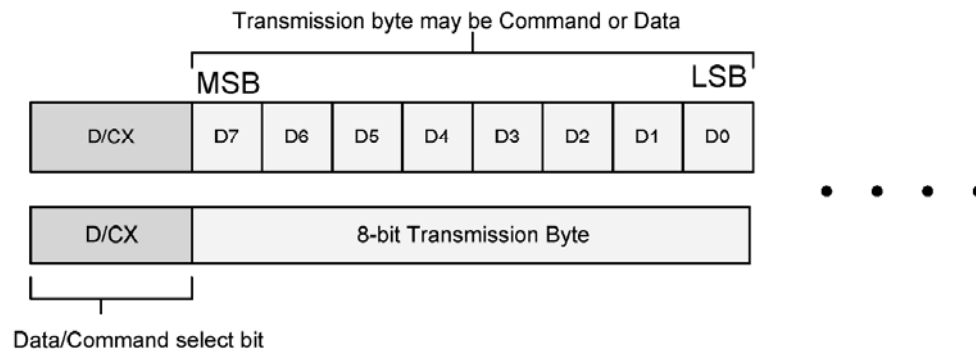 Transmission byte may be Command or Data
MSB LSB
D/CX D7 D6 D5 D4 D3 D2 D1 D0
D/CX 8-bit Transmission Byte
Data/Command select bit